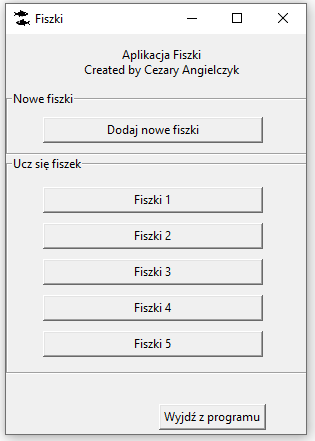 Fiszki
Aplikacja Fiszki
Created by Cezary Angielczyk
Nowe fiszki
Dodaj nowe fiszki
Ucz się fiszek
Fiszki 1
Fiszki 2
Fiszki 3
Fiszki 4
Fiszki 5
Wyjdź z programu